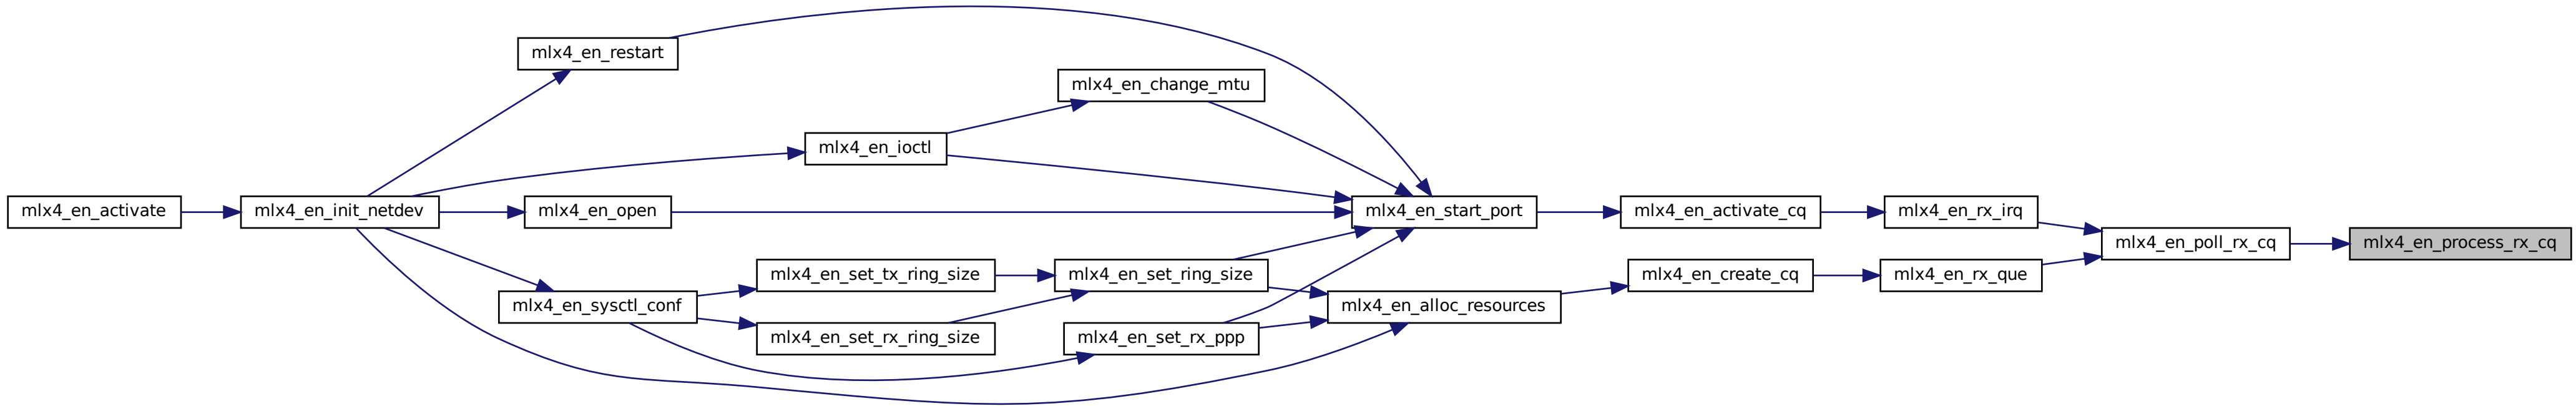 mlx4_en_restart
mlx4_en_change_mtu
mlx4_en_ioctl
mlx4_en_activate
mlx4_en_init_netdev
mlx4_en_open
mlx4_en_start_port
mlx4_en_activate_cq
mlx4_en_rx_irq
mlx4_en_poll_rx_cq
mlx4_en_process_rx_cq
mlx4_en_set_tx_ring_size
mlx4_en_set_ring_size
mlx4_en_create_cq
mlx4_en_rx_que
mlx4_en_sysctl_conf
mlx4_en_alloc_resources
mlx4_en_set_rx_ring_size
mlx4_en_set_rx_ppp